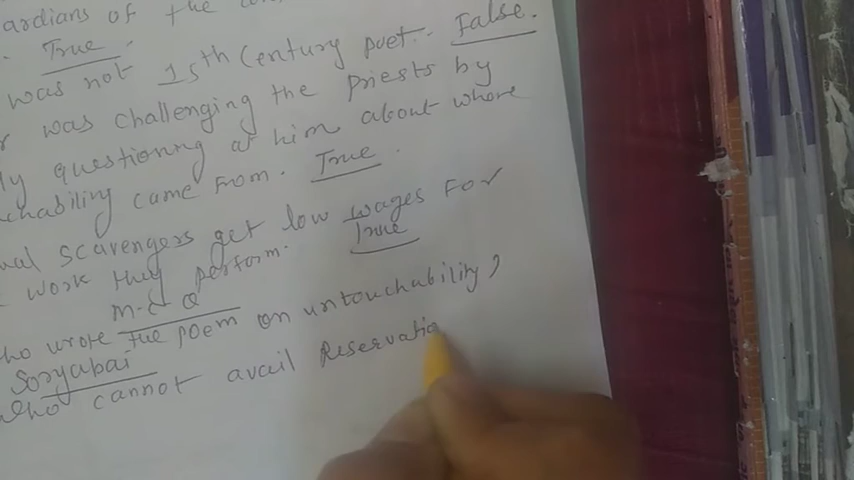 ardians of the
True
was not 15th Century poet. False.
r was challenging the priests by
ly questioning at him about where
chability came from. True.
ual scavengers get low wages for
work they perform. True
M.C.Q
ho wrote the poem on untouchability?
Soryabai
Who cannot avail Reservatio